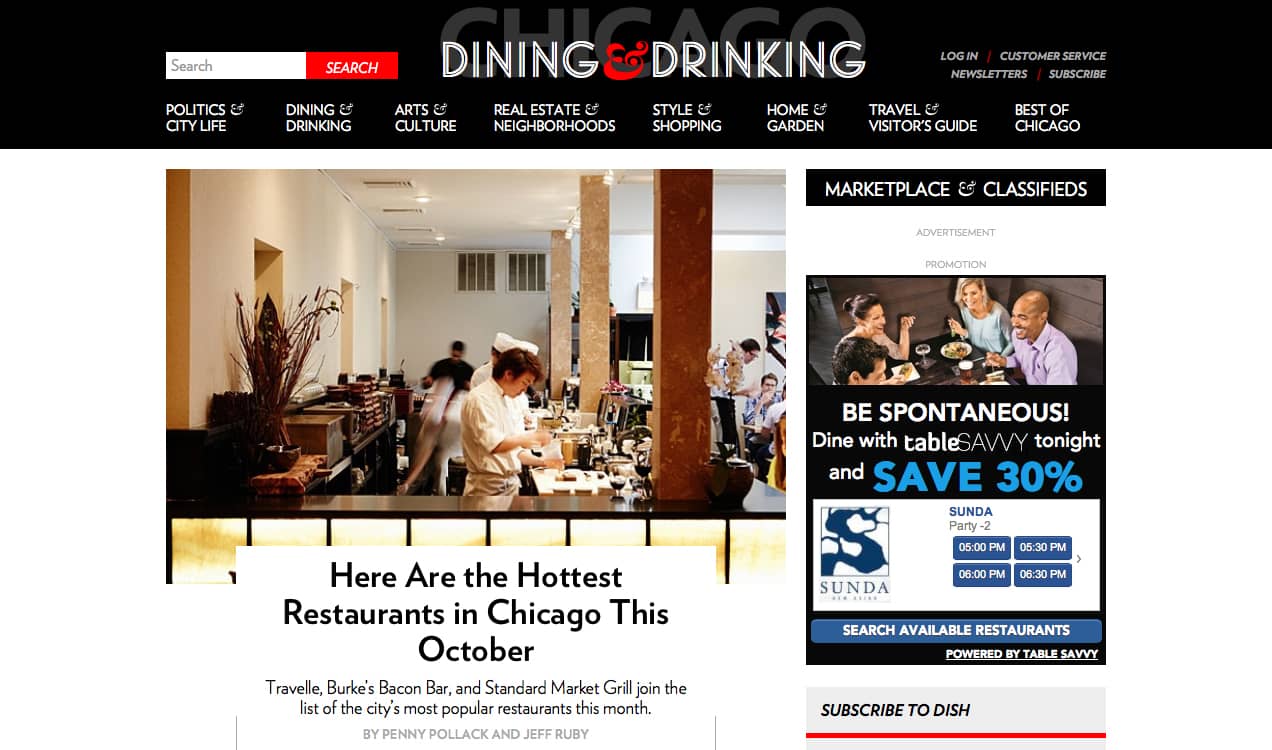 CHICAGO
DINING & DRINKING
Search
SEARCH
LOG IN / CUSTOMER SERVICE
NEWSLETTERS / SUBSCRIBE
POLITICS &
CITY LIFE
DINING &
DRINKING
ARTS &
CULTURE
REAL ESTATE &
NEIGHBORHOODS
STYLE &
SHOPPING
HOME &
GARDEN
TRAVEL &
VISITOR'S GUIDE
BEST OF
CHICAGO
Here Are the Hottest
Restaurants in Chicago This
October
Travelle, Burke's Bacon Bar, and Standard Market Grill join the
list of the city's most popular restaurants this month.
BY PENNY POLLACK AND JEFF RUBY
MARKETPLACE & CLASSIFIEDS
ADVERTISEMENT
PROMOTION
BE SPONTANEOUS!
Dine with tableSAVVY tonight
and SAVE 30%
SUNDA
NEW ASIAN
SUNDA
Party -2
05:00 PM 05:30 PM
06:00 PM 06:30 PM
SEARCH AVAILABLE RESTAURANTS
POWERED BY TABLE SAVVY
SUBSCRIBE TO DISH